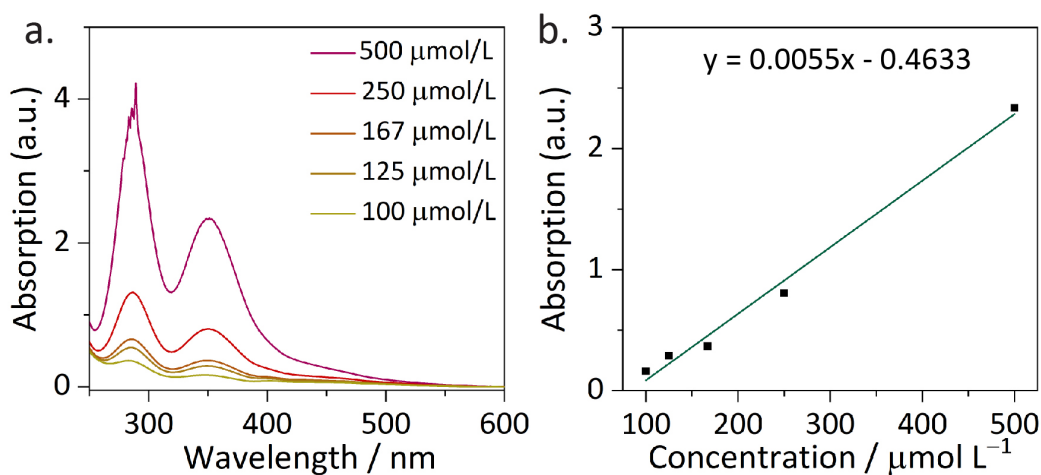 a.
500 μmol/L
250 μmol/L
167 μmol/L
125 μmol/L
100 μmol/L
4
2
0
Absorption (a.u.)
300
400
500
600
Wavelength / nm
b.
y = 0.0055x - 0.4633
3
2
1
0
Absorption (a.u.)
100
200
300
400
500
Concentration / μmol L⁻¹